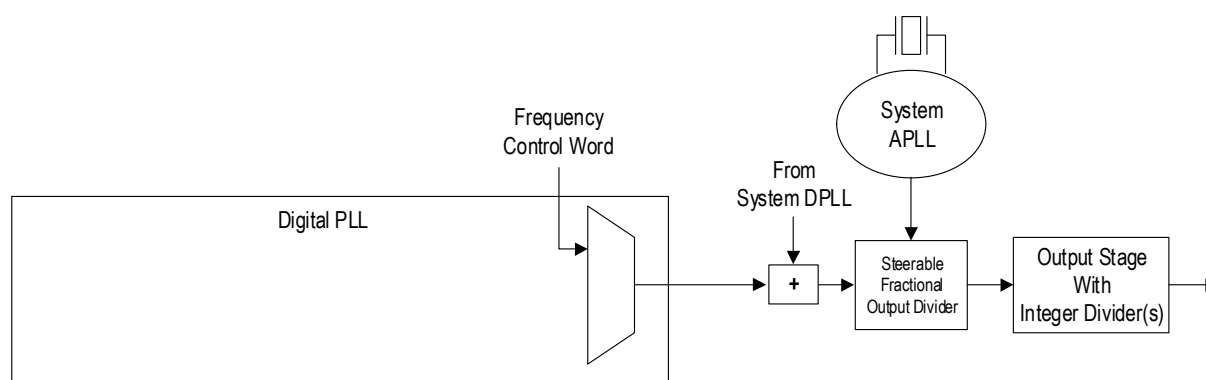 System
APLL
Frequency
Control Word
From
System DPLL
Digital PLL
+
Steerable
Fractional
Output Divider
Output Stage
With
Integer Divider(s)